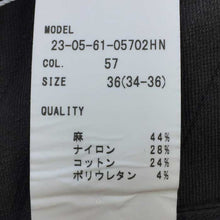 MODEL
23-05-61-05702HN
COL. 57
SIZE 36(34-36)
QUALITY
麻 44%
ナイロン 28%
コットン 24%
ポリウレタン 4%